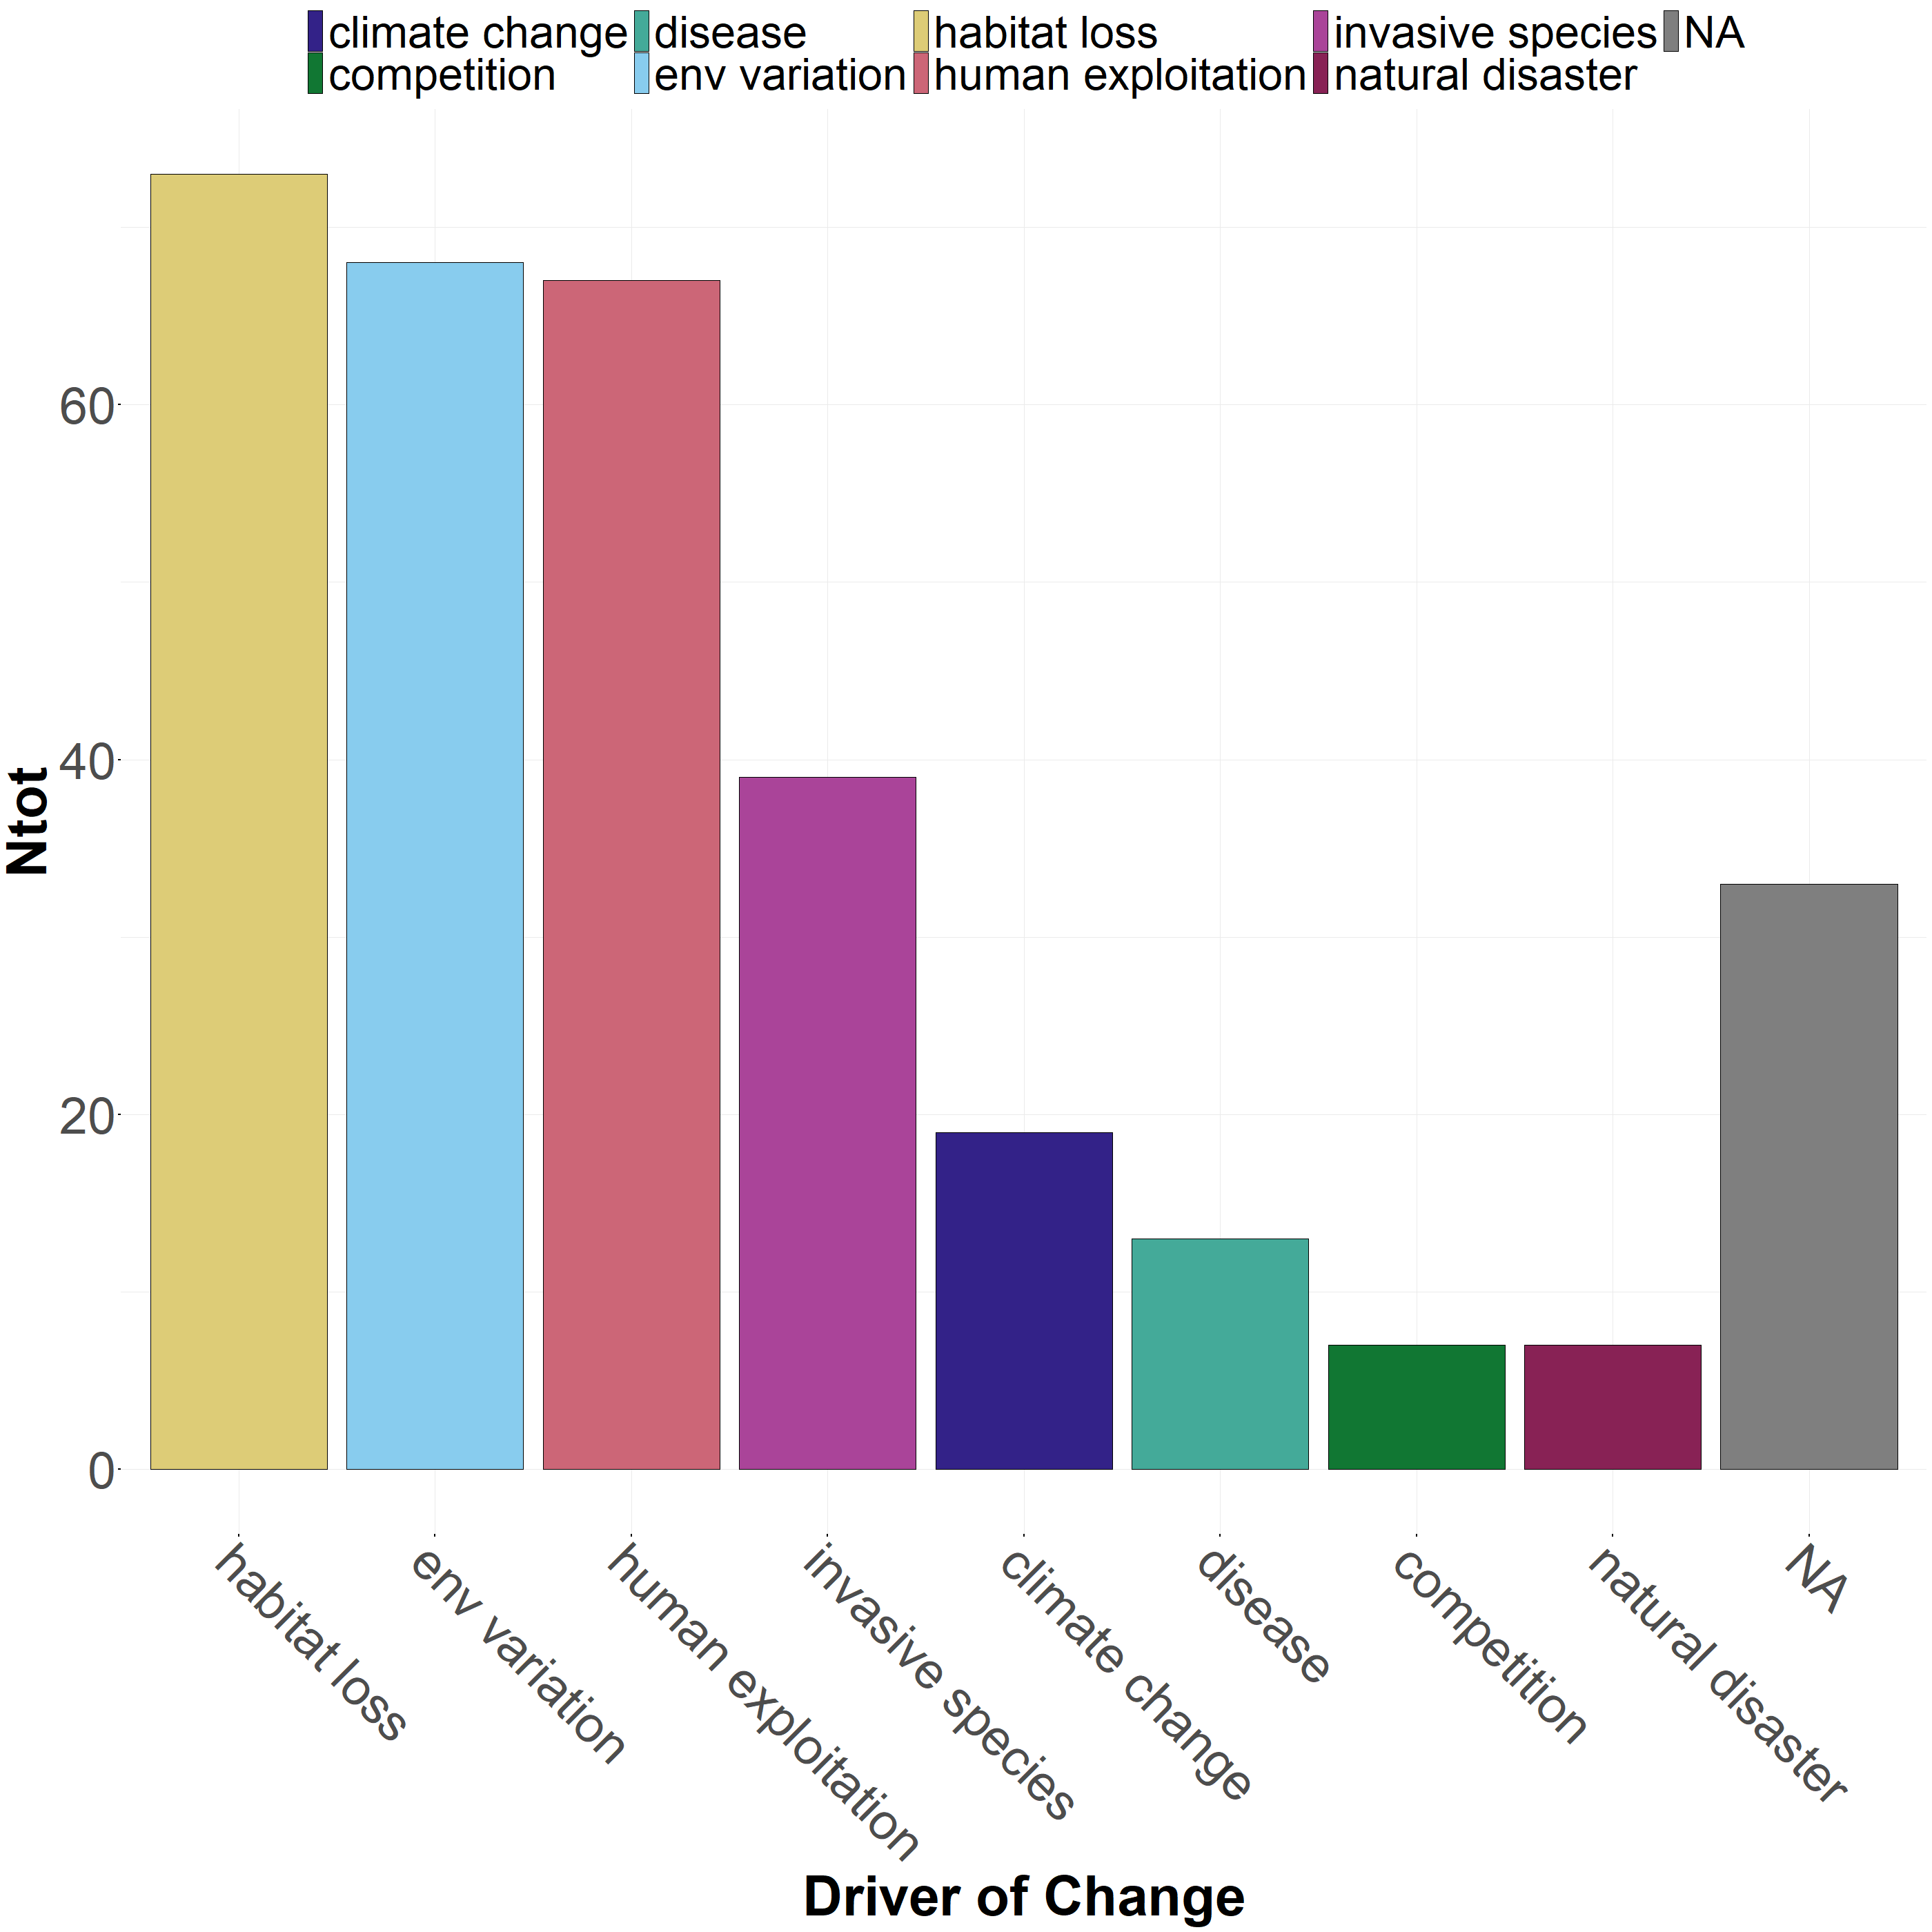 climate change disease habitat loss invasive species NA
competition env variation human exploitation natural disaster
60
40
20
0
Ntot
habitat loss
env variation
human exploitation
invasive species
climate change
disease
competition
natural disaster
NA
Driver of Change